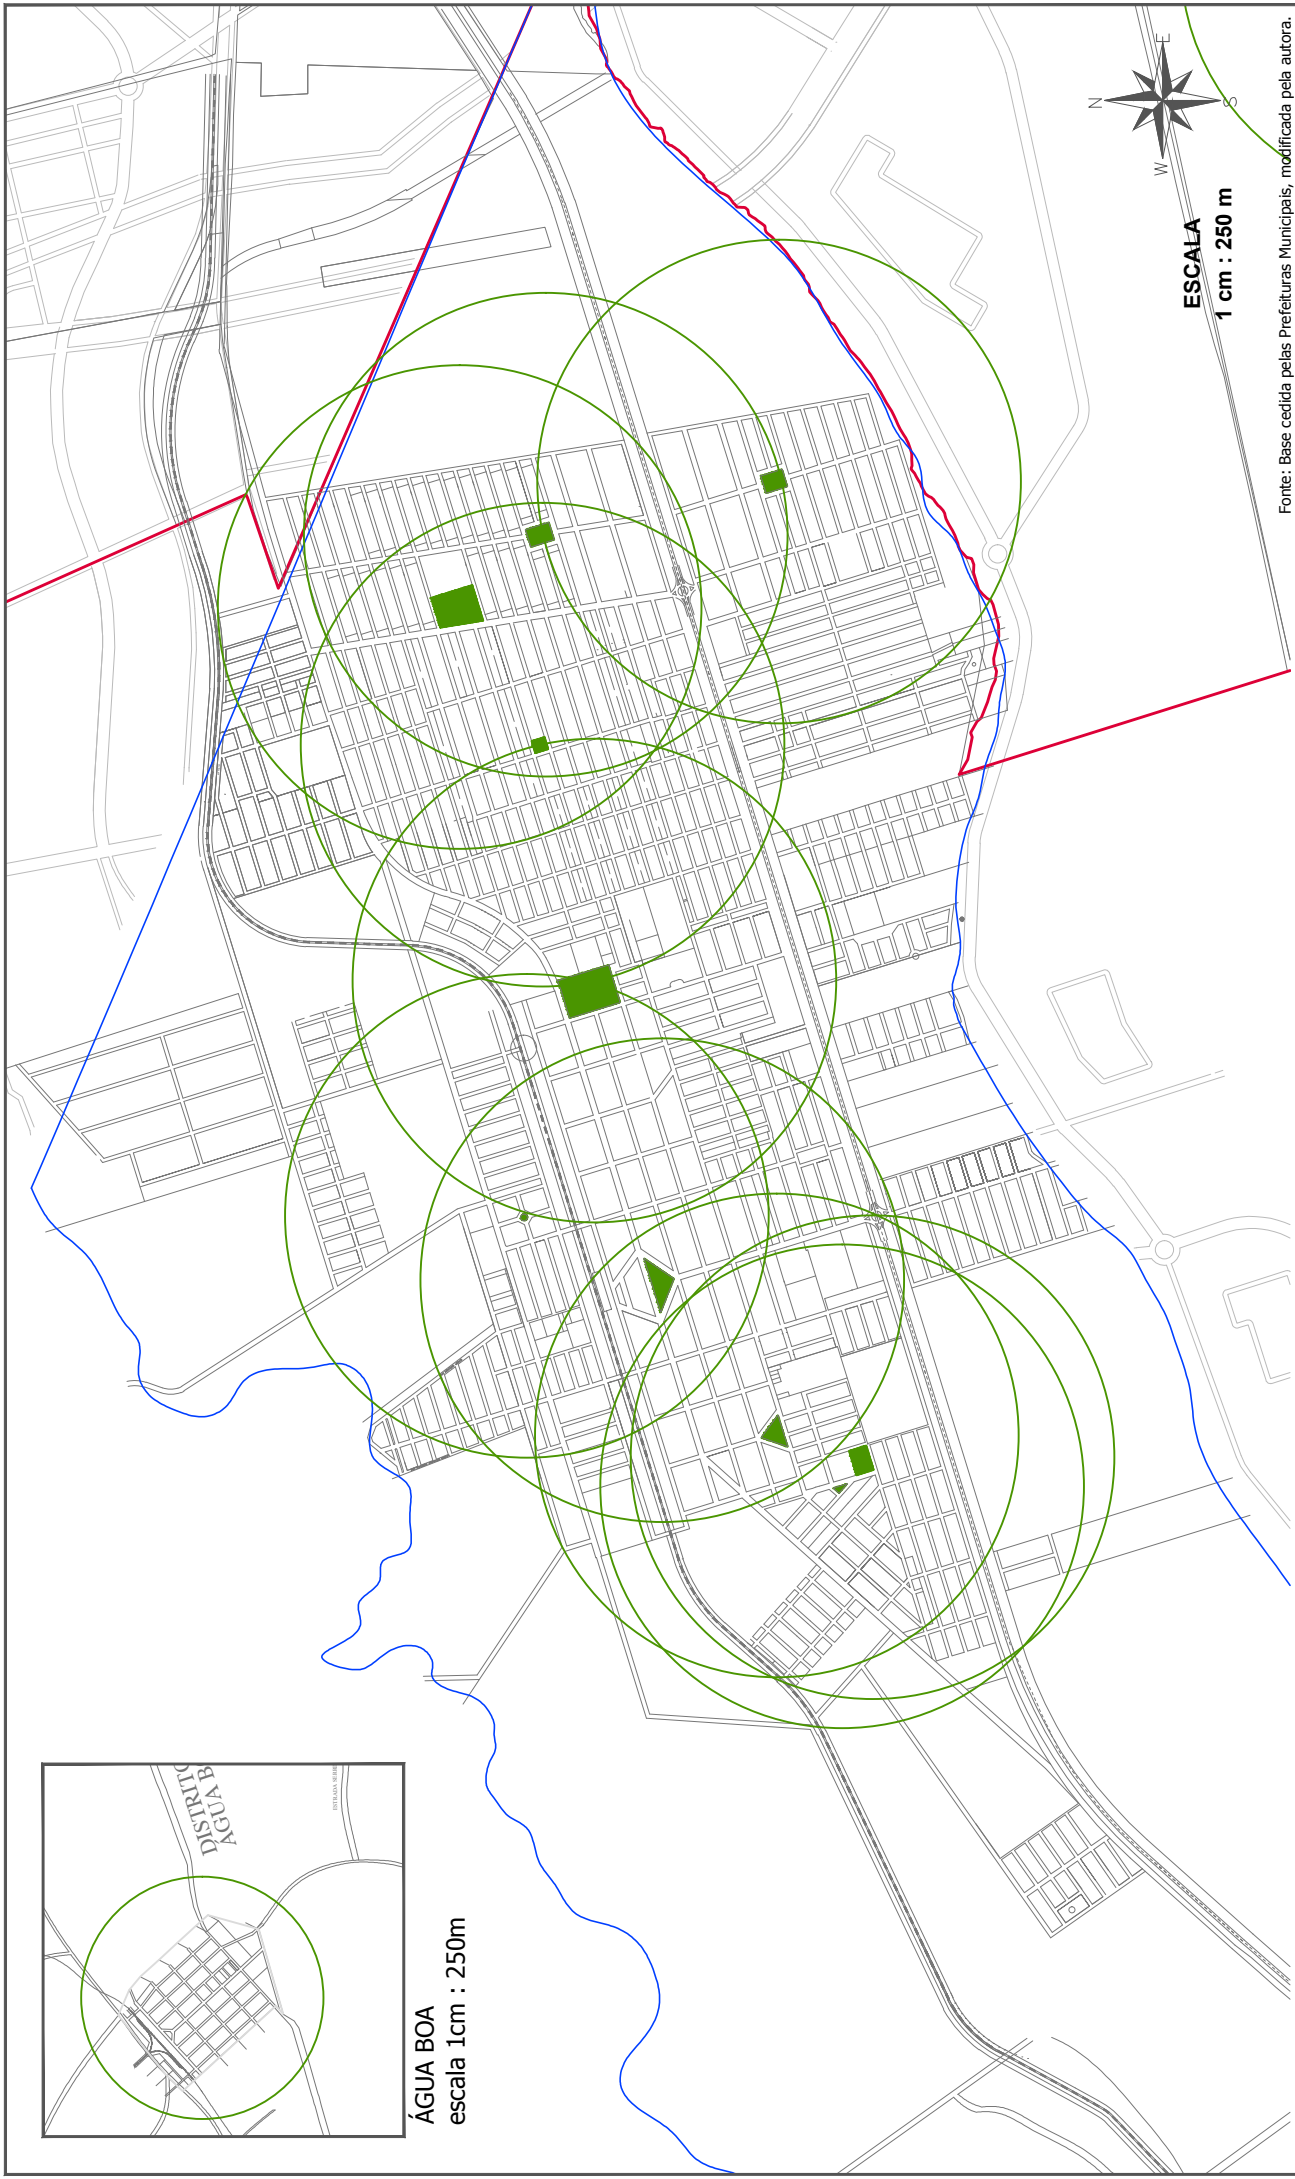 N
E
S
W
ESCALA
1 cm : 250 m
Fonte: Base cedida pelas Prefeituras Municipais, modificada pela autora.
DISTRITO
ÁGUA B
ÁGUA BOA
escala 1cm : 250m